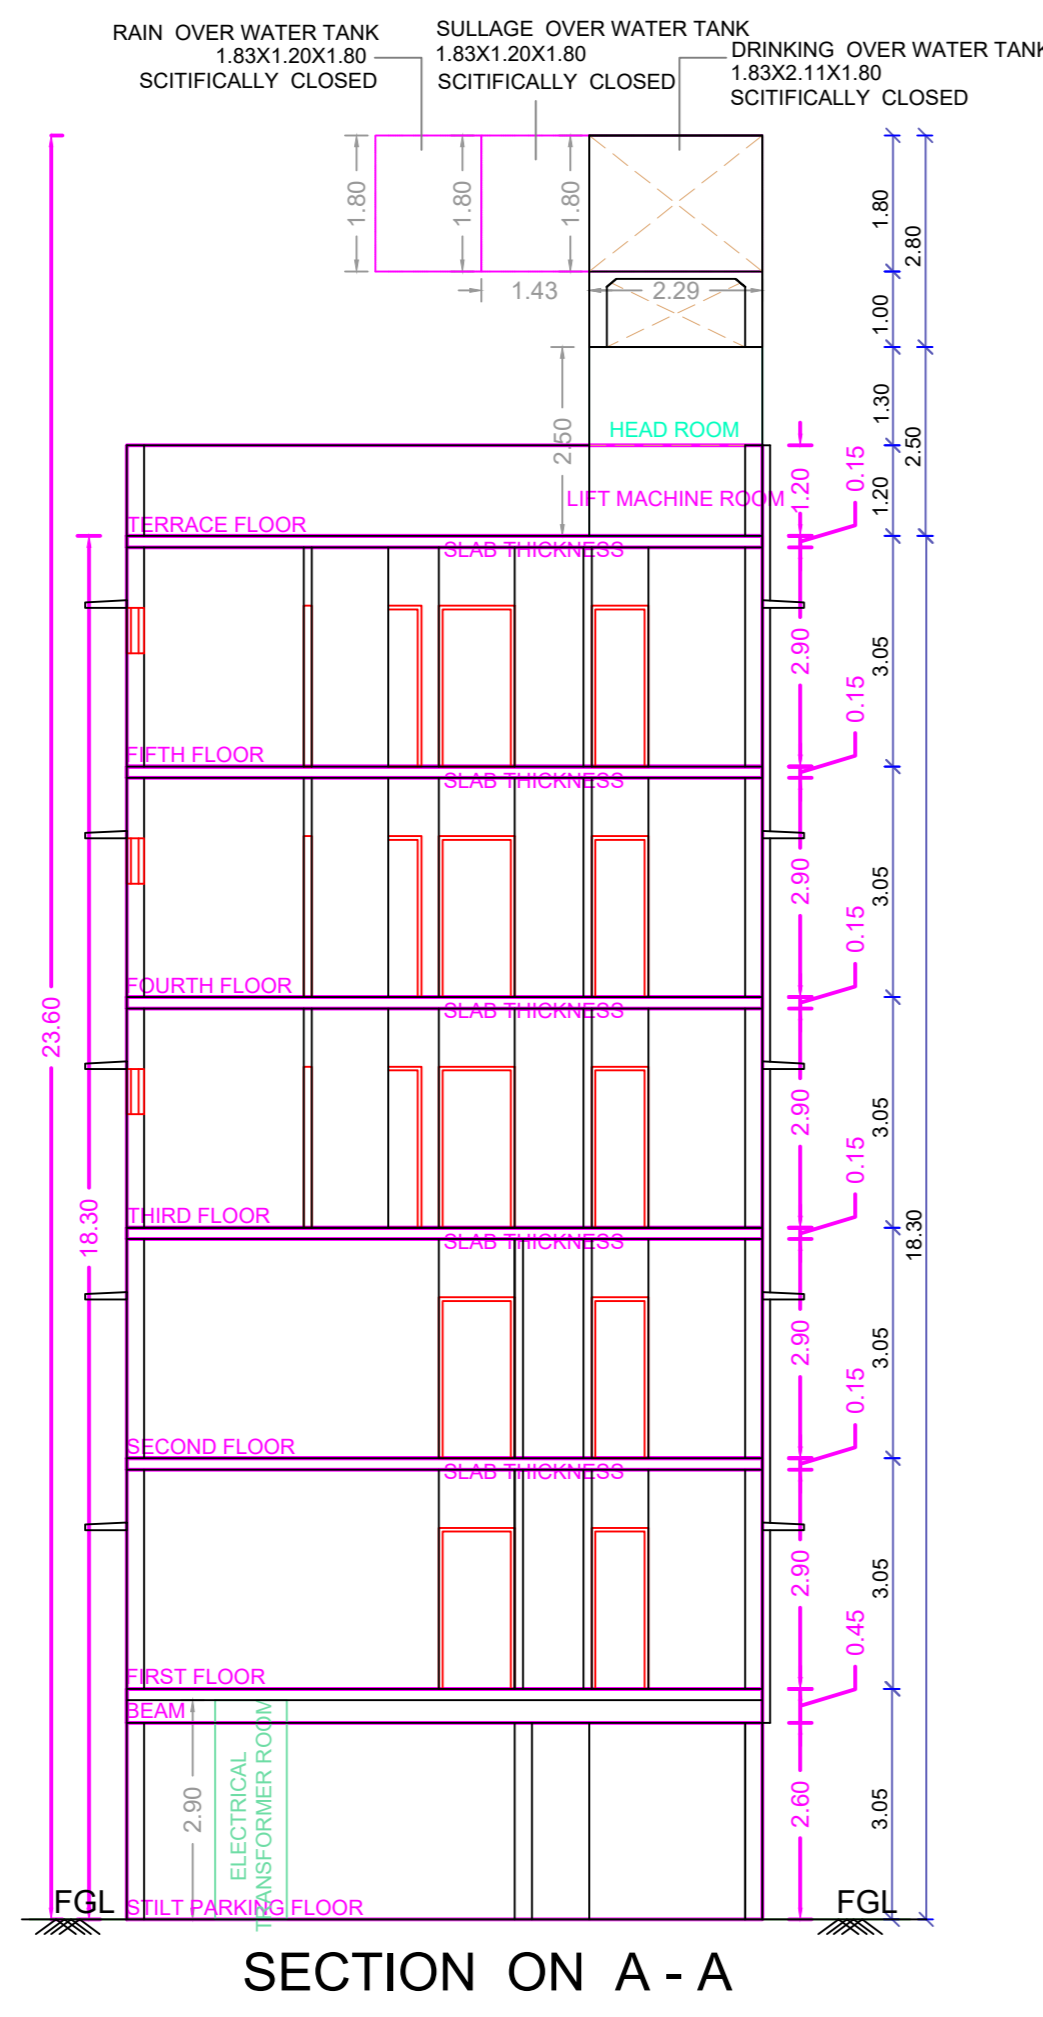 RAIN OVER WATER TANK
1.83X1.20X1.80
SCITIFICALLY CLOSED
SULLAGE OVER WATER TANK
1.83X1.20X1.80
SCITIFICALLY CLOSED
DRINKING OVER WATER TANK
1.83X2.11X1.80
SCITIFICALLY CLOSED
1.80
1.80
1.80
1.80
2.80
1.43
2.29
1.00
2.50
1.30
2.50
HEAD ROOM
LIFT MACHINE ROOM
1.20
0.15
1.20
TERRACE FLOOR
SLAB THICKNESS
2.90
3.05
0.15
FIFTH FLOOR
SLAB THICKNESS
2.90
3.05
0.15
FOURTH FLOOR
SLAB THICKNESS
23.60
2.90
3.05
0.15
THIRD FLOOR
18.30
18.30
SLAB THICKNESS
2.90
3.05
0.15
SECOND FLOOR
SLAB THICKNESS
2.90
3.05
0.45
FIRST FLOOR
BEAM
2.90
ELECTRICAL
TRANSFORMER ROOM
2.60
3.05
FGL
STILT PARKING FLOOR
FGL
SECTION ON A - A